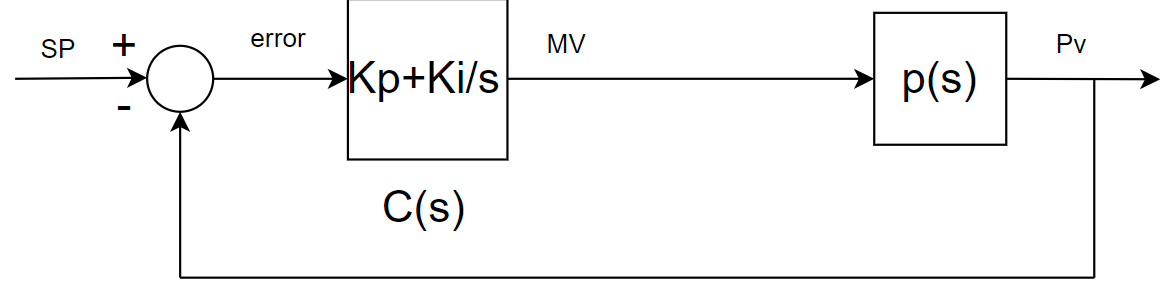 SP
+
-
error
Kp+Ki/s
C(s)
MV
p(s)
Pv